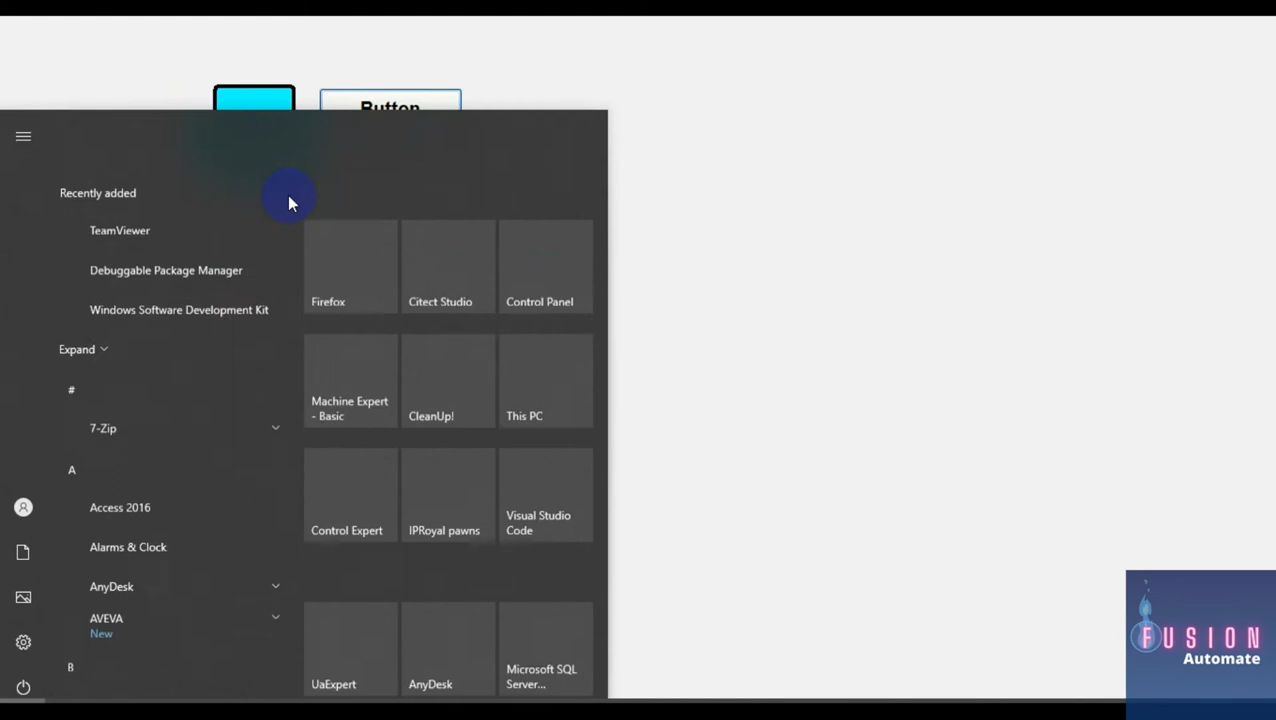 Button
Recently added
TeamViewer
Debuggable Package Manager
Windows Software Development Kit
Expand
#
7-Zip
A
Access 2016
Alarms & Clock
AnyDesk
AVEVA
New
B
Firefox
Citect Studio
Control Panel
Machine Expert
- Basic
CleanUp!
This PC
Control Expert
IPRoyal pawns
Visual Studio
Code
UaExpert
AnyDesk
Microsoft SQL
Server...
FUSION
Automate